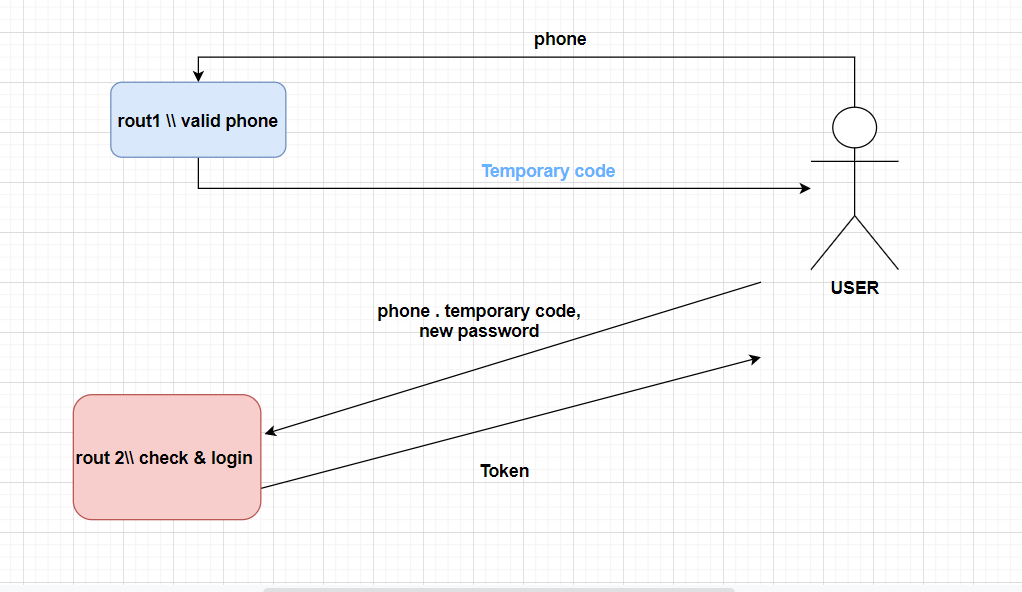 phone
rout1 \\ valid phone
Temporary code
USER
phone . temporary code,
new password
rout 2\\ check & login
Token